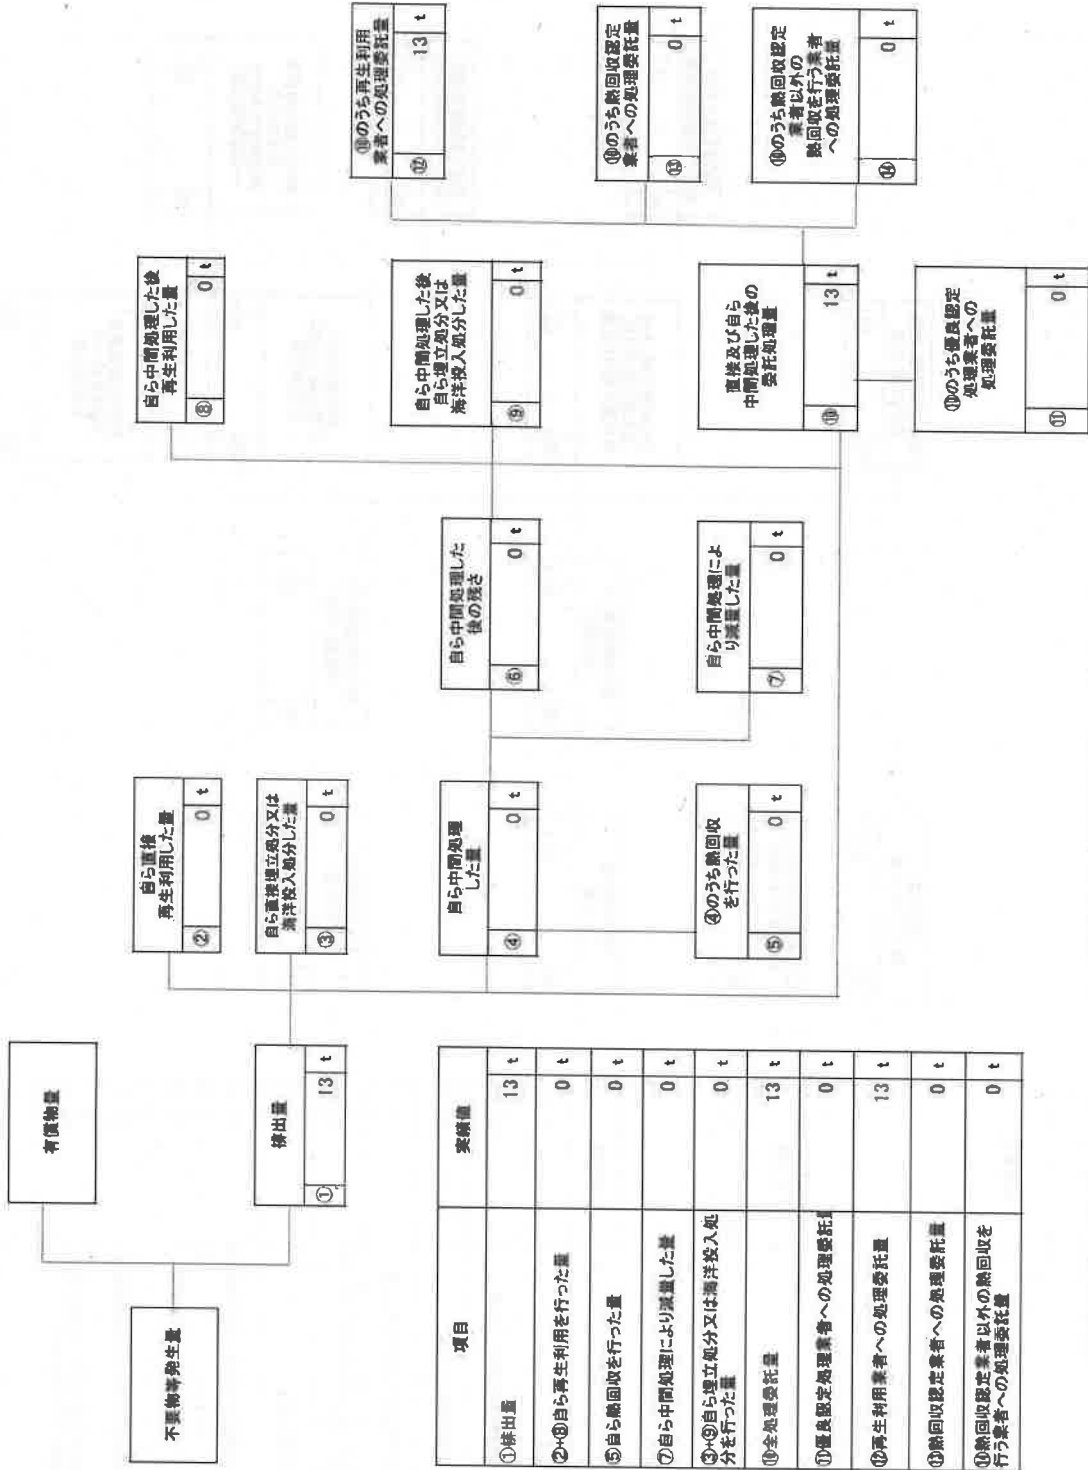 不要物等発生量
有償物量
排出量
① 13 t
自ら直接
再生利用した量
② 0 t
自ら直接埋立処分又は
海洋投入処分した量
③ 0 t
自ら中間処理
した量
④ 0 t
④のうち熱回収
を行った量
⑤ 0 t
自ら中間処理した
後の残さ
⑥ 0 t
自ら中間処理によ
り減量した量
⑦ 0 t
自ら中間処理した後
再生利用した量
⑧ 0 t
自ら中間処理した後
自ら埋立処分又は
海洋投入処分した量
⑨ 0 t
直接及び自ら
中間処理した後の
委託処理量
⑩ 13 t
⑩のうち優良認定
処理業者への
処理委託量
⑪ 0 t
⑩のうち再生利用
業者への処理委託量
⑫ 13 t
⑩のうち熱回収認定
業者への処理委託量
⑬ 0 t
⑩のうち熱回収認定
業者以外の
熱回収を行う業者
への処理委託量
⑭ 0 t
項目 実績値
①排出量 13 t
②+⑧自ら再生利用を行った量 0 t
⑤自ら熱回収を行った量 0 t
⑦自ら中間処理により減量した量 0 t
③+⑨自ら埋立処分又は海洋投入処
分を行った量 0 t
⑩全処理委託量 13 t
⑪優良認定処理業者への処理委託量 0 t
⑫再生利用業者への処理委託量 13 t
⑬熱回収認定業者への処理委託量 0 t
⑭熱回収認定業者以外の熱回収を
行う業者への処理委託量 0 t